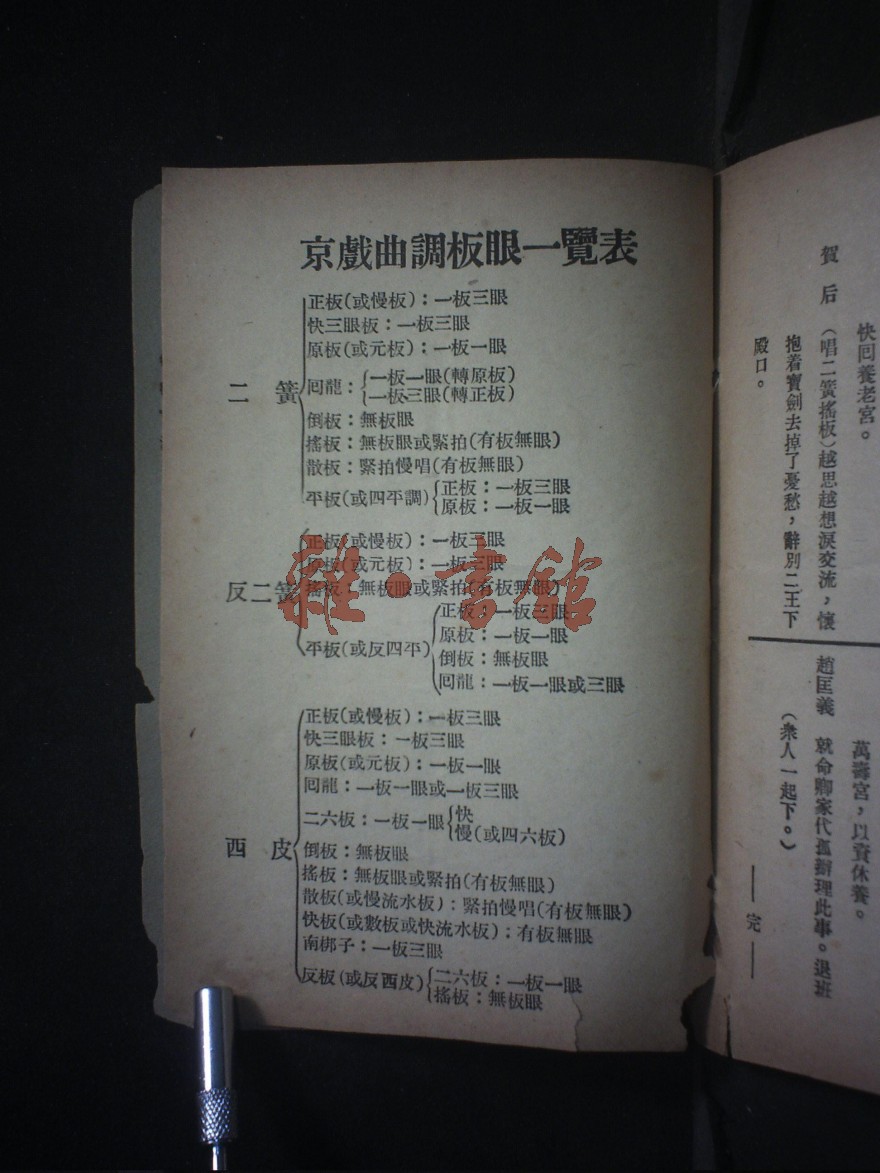 京戲曲調板眼一覽表
二簧
正板(或慢板)：一板三眼
快三眼板：一板三眼
原板(或元板)：一板一眼
回龍：
一板一眼(轉原板)
一板三眼(轉正板)
倒板：無板眼
搖板：無板眼或緊拍(有板無眼)
散板：緊拍慢唱(有板無眼)
平板(或四平調)
正板：一板三眼
原板：一板一眼
反二簧
正板(或慢板)：一板三眼
原板(或元板)：一板三眼
搖板：無板眼或緊拍(有板無眼)
平板(或反四平)
正板：一板三眼
原板：一板一眼
倒板：無板眼
回龍：一板一眼或三眼
西皮
正板(或慢板)：一板三眼
快三眼板：一板三眼
原板(或元板)：一板一眼
回龍：一板一眼或一板三眼
二六板：一板一眼
快
慢(或四六板)
倒板：無板眼
搖板：無板眼或緊拍(有板無眼)
散板(或慢流水板)：緊拍慢唱(有板無眼)
快板(或數板或快流水板)：有板無眼
南梆子：一板三眼
反板(或反西皮)
二六板：一板一眼
搖板：無板眼
雜·書館
快回養老宮。
賀后（唱二簧搖板）越思越想淚交流，懷
抱着寶劍去掉了憂愁，辭別二王下
殿口。
萬壽宮，以資休養。
趙匡義 就命卿家代孤辦理此事。退班
（衆人一起下。）
——完——